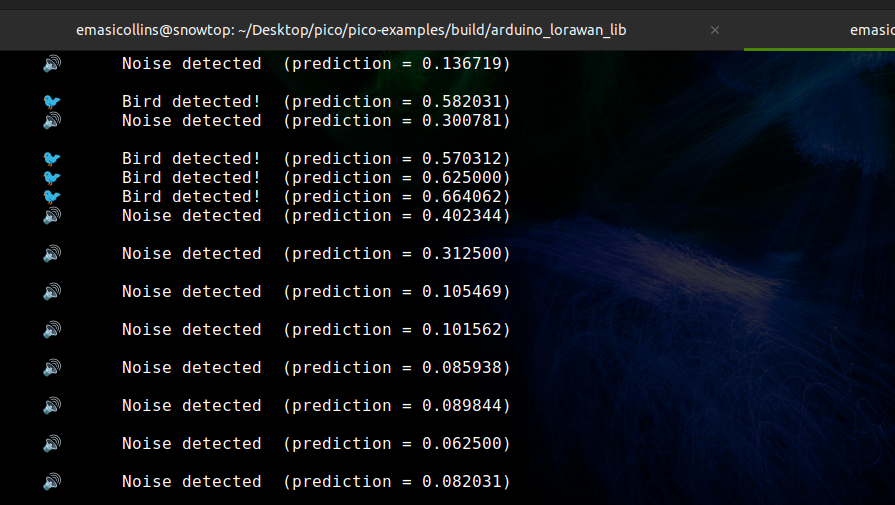 emasicollins@snowtop: ~/Desktop/pico/pico-examples/build/arduino_lorawan_lib × emasic
Noise detected (prediction = 0.136719)
Bird detected! (prediction = 0.582031)
Noise detected (prediction = 0.300781)
Bird detected! (prediction = 0.570312)
Bird detected! (prediction = 0.625000)
Bird detected! (prediction = 0.664062)
Noise detected (prediction = 0.402344)
Noise detected (prediction = 0.312500)
Noise detected (prediction = 0.105469)
Noise detected (prediction = 0.101562)
Noise detected (prediction = 0.085938)
Noise detected (prediction = 0.089844)
Noise detected (prediction = 0.062500)
Noise detected (prediction = 0.082031)